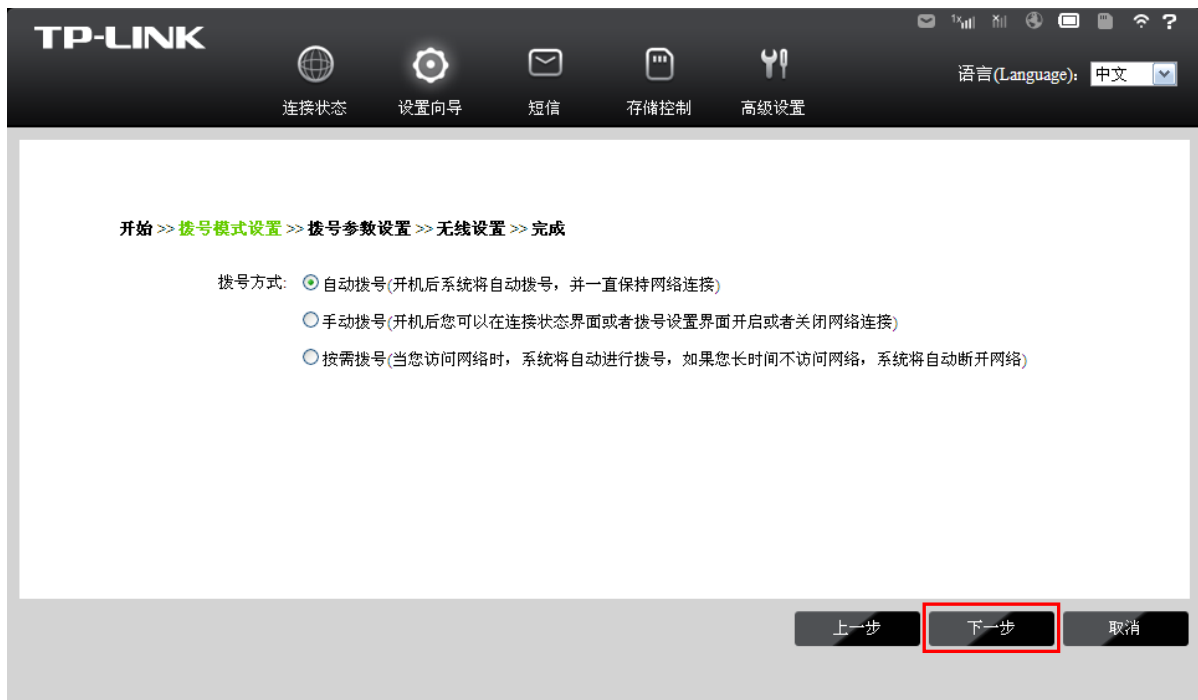 TP-LINK
1x
语言(Language): 中文
连接状态 设置向导 短信 存储控制 高级设置
开始 >> 拨号模式设置 >> 拨号参数设置 >> 无线设置 >> 完成
拨号方式: 自动拨号(开机后系统将自动拨号，并一直保持网络连接)
手动拨号(开机后您可以在连接状态界面或者拨号设置界面开启或者关闭网络连接)
按需拨号(当您访问网络时，系统将自动进行拨号，如果您长时间不访问网络，系统将自动断开网络)
上一步 下一步 取消